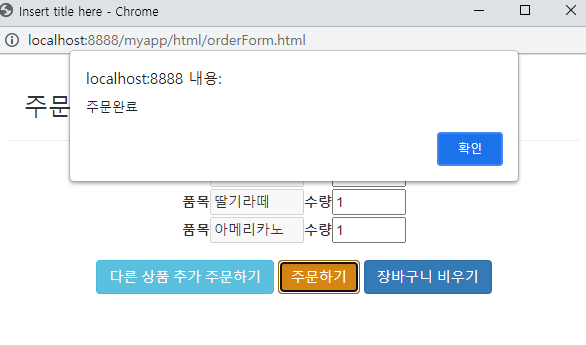 Insert title here - Chrome
localhost:8888/myapp/html/orderForm.html
localhost:8888 내용:
주문완료
확인
주문
품목 딸기라떼 수량 1
품목 아메리카노 수량 1
다른 상품 추가 주문하기 주문하기 장바구니 비우기